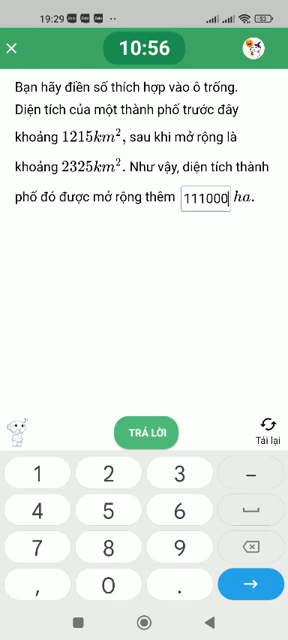 19:29
53
10:56
Bạn hãy điền số thích hợp vào ô trống.
Diện tích của một thành phố trước đây
khoảng 1215km², sau khi mở rộng là
khoảng 2325km². Như vậy, diện tích thành
phố đó được mở rộng thêm 111000 ha.
TRẢ LỜI
Tải lại
1 2 3 –
4 5 6
7 8 9
, 0 .